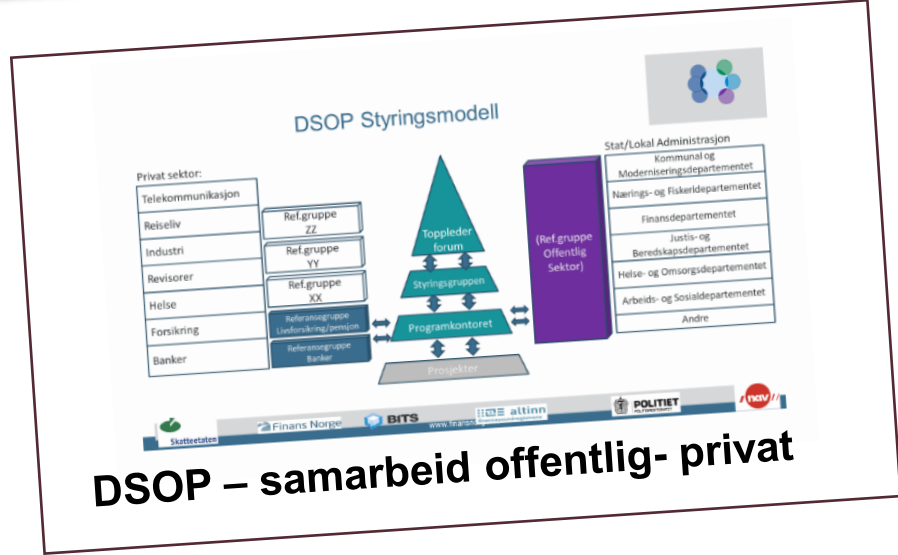 DSOP Styringsmodell
Privat sektor:
Telekommunikasjon
Reiseliv
Industri
Revisorer
Helse
Forsikring
Banker
Ref.gruppe
ZZ
Ref.gruppe
YY
Ref.gruppe
XX
Referansegruppe
Livsforsikring/pensjon
Referansegruppe
Banker
Toppleder
forum
Styringsgruppen
Programkontoret
Prosjekter
(Ref.gruppe
Offentlig
Sektor)
Stat/Lokal Administrasjon
Kommunal og
Moderniseringsdepartementet
Nærings- og Fiskeridepartementet
Finansdepartementet
Justis- og
Beredskapsdepartementet
Helse- og Omsorgsdepartementet
Arbeids- og Sosialdepartementet
Andre
Skatteetaten
Finans Norge
BITS
altinn
POLITIET
nav
DSOP – samarbeid offentlig- privat